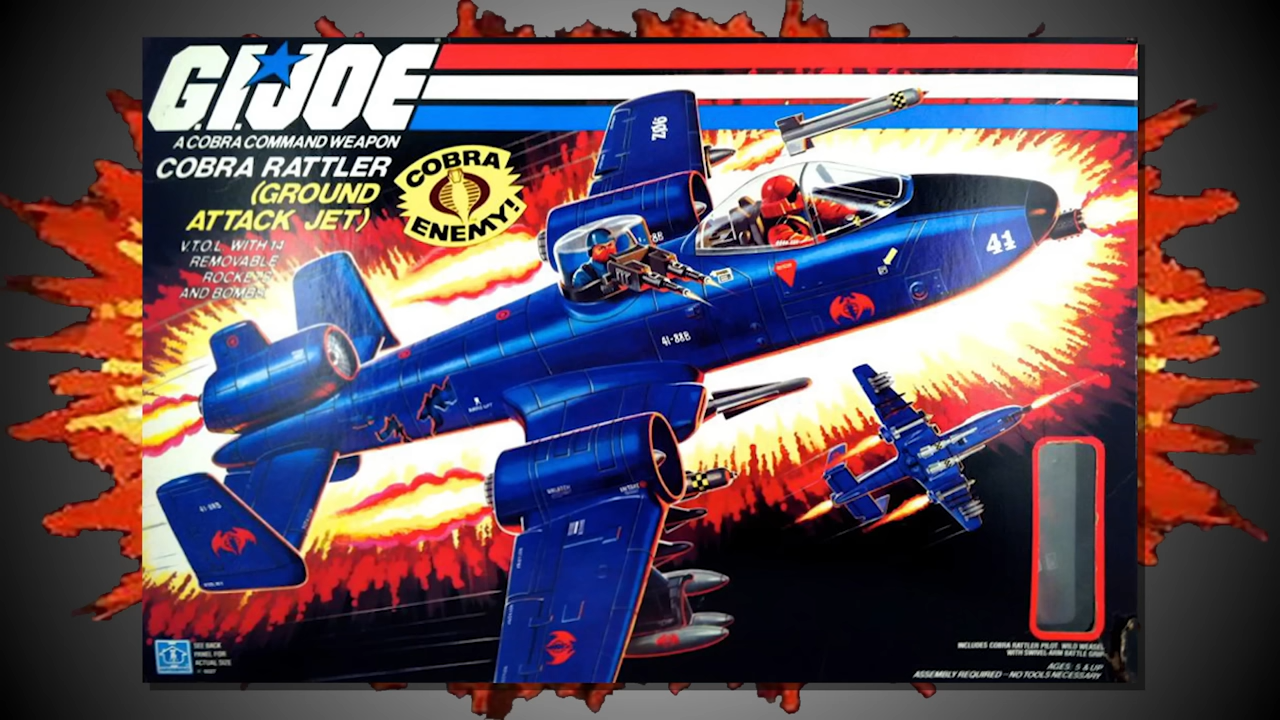 G.I. JOE
A COBRA COMMAND WEAPON
COBRA RATTLER
(GROUND
ATTACK JET)
V.T.O.L. WITH 14
REMOVABLE
ROCKETS
AND BOMBS.
COBRA
ENEMY!
41
41-88B
SEE BACK
PANEL FOR
ACTUAL SIZE
INCLUDES COBRA RATTLER PILOT, WILD WEASEL
WITH SWIVEL-ARM BATTLE GRIP
AGES: 5 & UP
ASSEMBLY REQUIRED – NO TOOLS NECESSARY